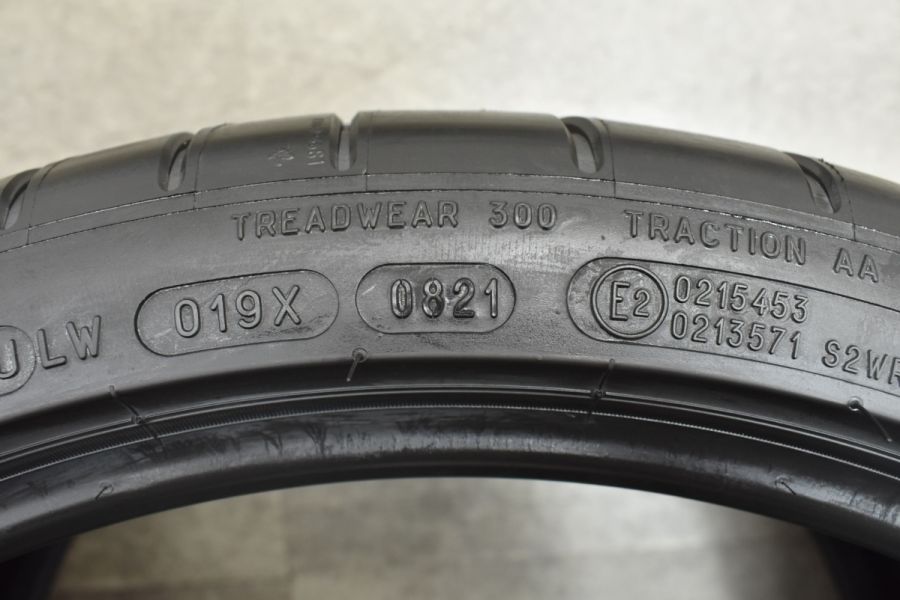 TREADWEAR 300 TRACTION AA
LW 019X 0821 E2 0215453
0213571 S2WR